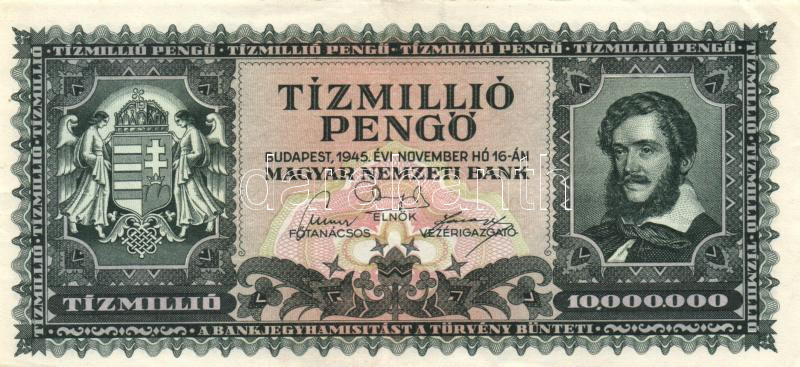 TÍZMILLIÓ PENGŐ · TÍZMILLIÓ PENGŐ · TÍZMILLIÓ PENGŐ · TÍZMILLIÓ PENGŐ
TÍZMILLIÓ
PENGŐ
BUDAPEST, 1945. ÉVI NOVEMBER HÓ 16-ÁN
MAGYAR NEMZETI BANK
ELNÖK
FŐTANÁCSOS VEZÉRIGAZGATÓ
TÍZMILLIÓ
10,000.000
A BANKJEGYHAMISITÁST A TÖRVÉNY BÜNTETI